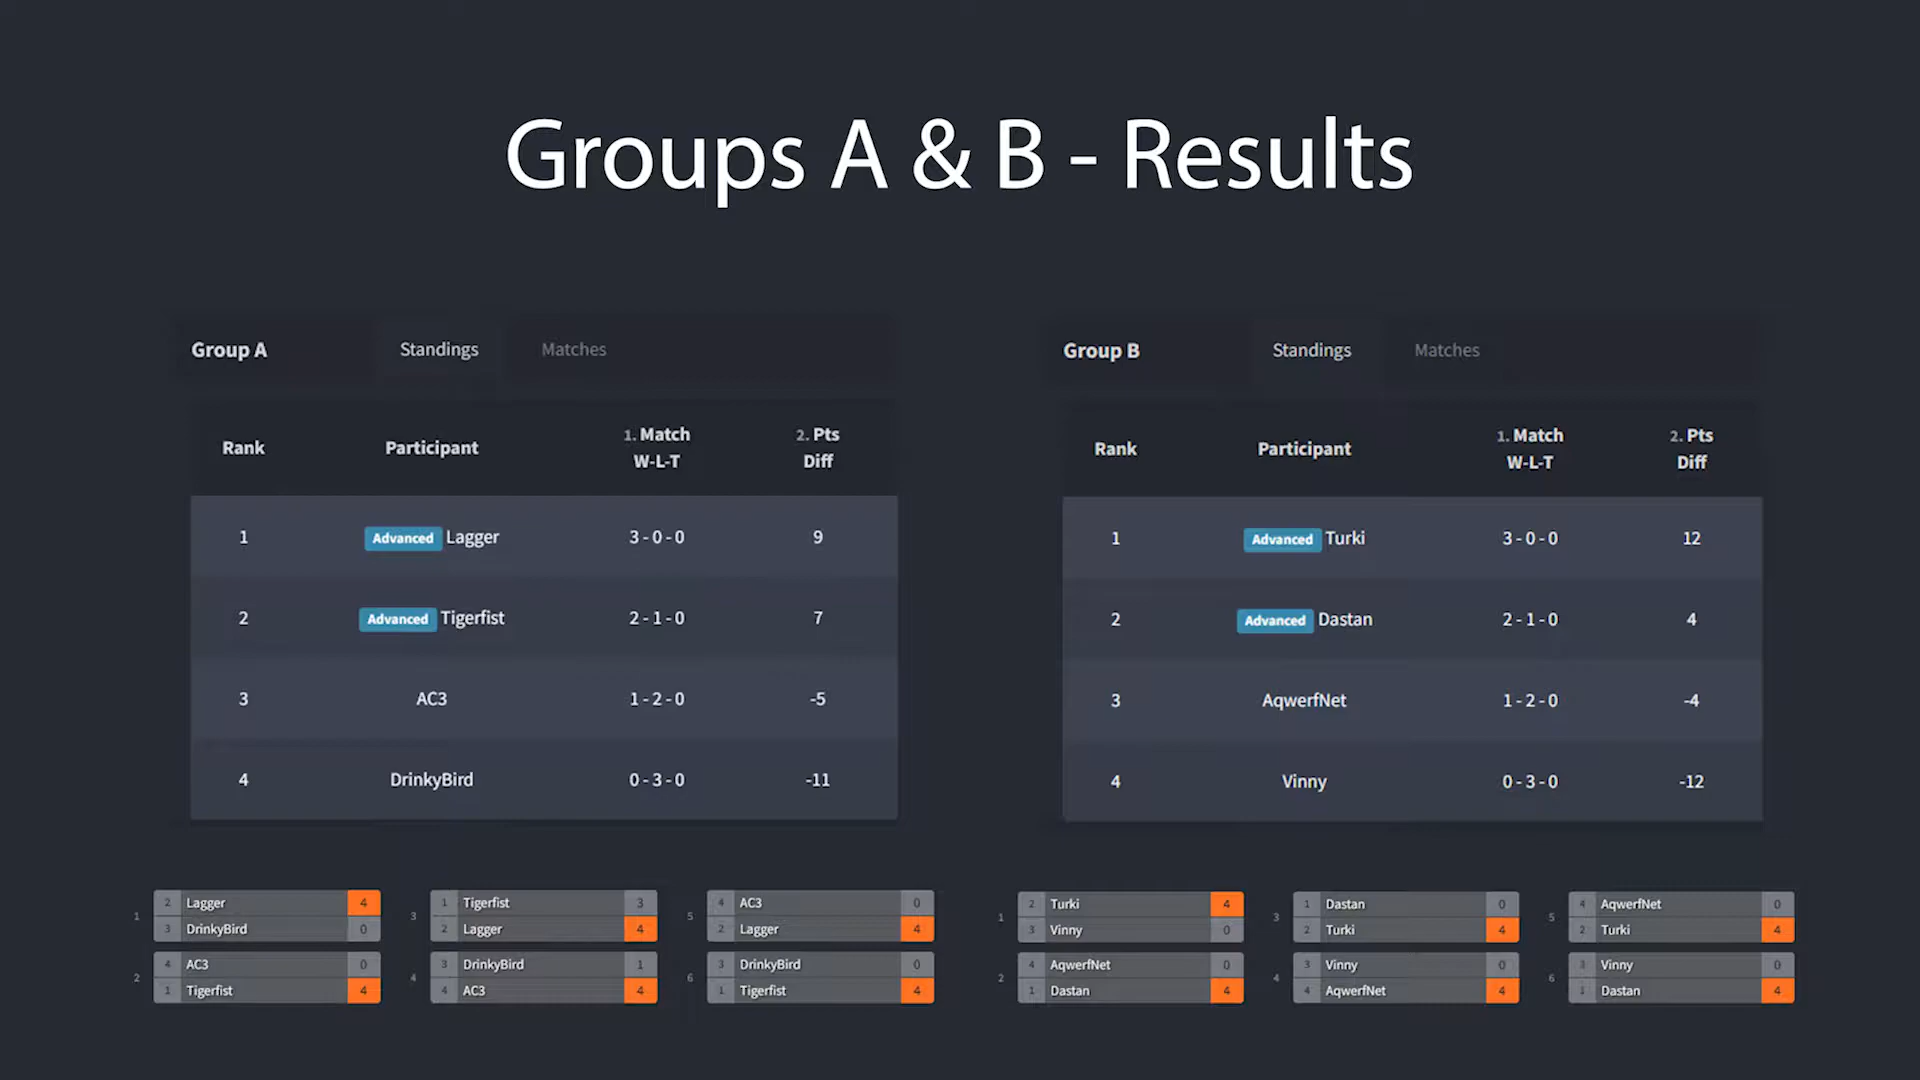 Groups A & B - Results
Group A Standings Matches
Rank Participant 1. Match W-L-T 2. Pts Diff
1 Advanced Lagger 3 - 0 - 0 9
2 Advanced Tigerfist 2 - 1 - 0 7
3 AC3 1 - 2 - 0 -5
4 DrinkyBird 0 - 3 - 0 -11
Group B Standings Matches
Rank Participant 1. Match W-L-T 2. Pts Diff
1 Advanced Turki 3 - 0 - 0 12
2 Advanced Dastan 2 - 1 - 0 4
3 AqwerfNet 1 - 2 - 0 -4
4 Vinny 0 - 3 - 0 -12
1
2 Lagger 4
3 DrinkyBird 0
2
4 AC3 0
1 Tigerfist 4
3
1 Tigerfist 3
2 Lagger 4
4
3 DrinkyBird 1
4 AC3 4
5
4 AC3 0
2 Lagger 4
6
3 DrinkyBird 0
1 Tigerfist 4
1
2 Turki 4
3 Vinny 0
2
4 AqwerfNet 0
1 Dastan 4
3
1 Dastan 0
2 Turki 4
4
3 Vinny 0
4 AqwerfNet 4
5
4 AqwerfNet 0
2 Turki 4
6
3 Vinny 0
1 Dastan 4